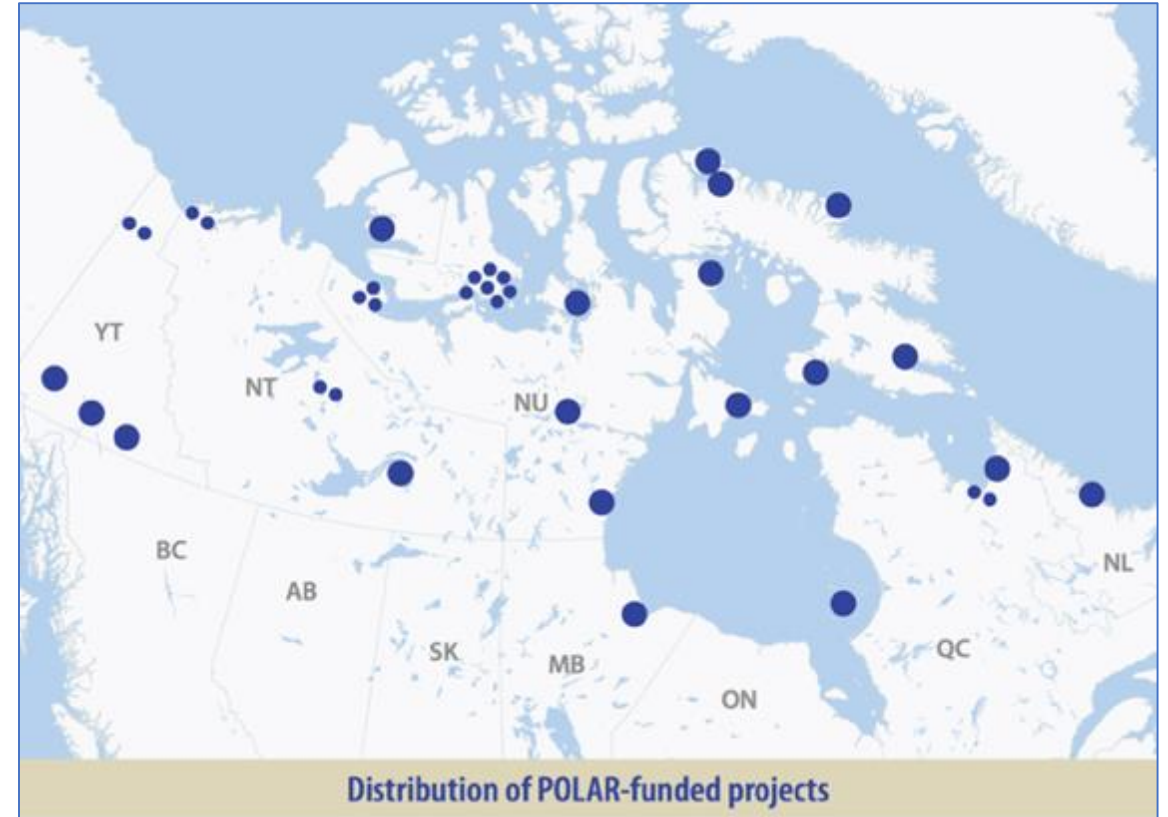 YT
NT
NU
BC
AB
SK
MB
ON
QC
NL
Distribution of POLAR-funded projects